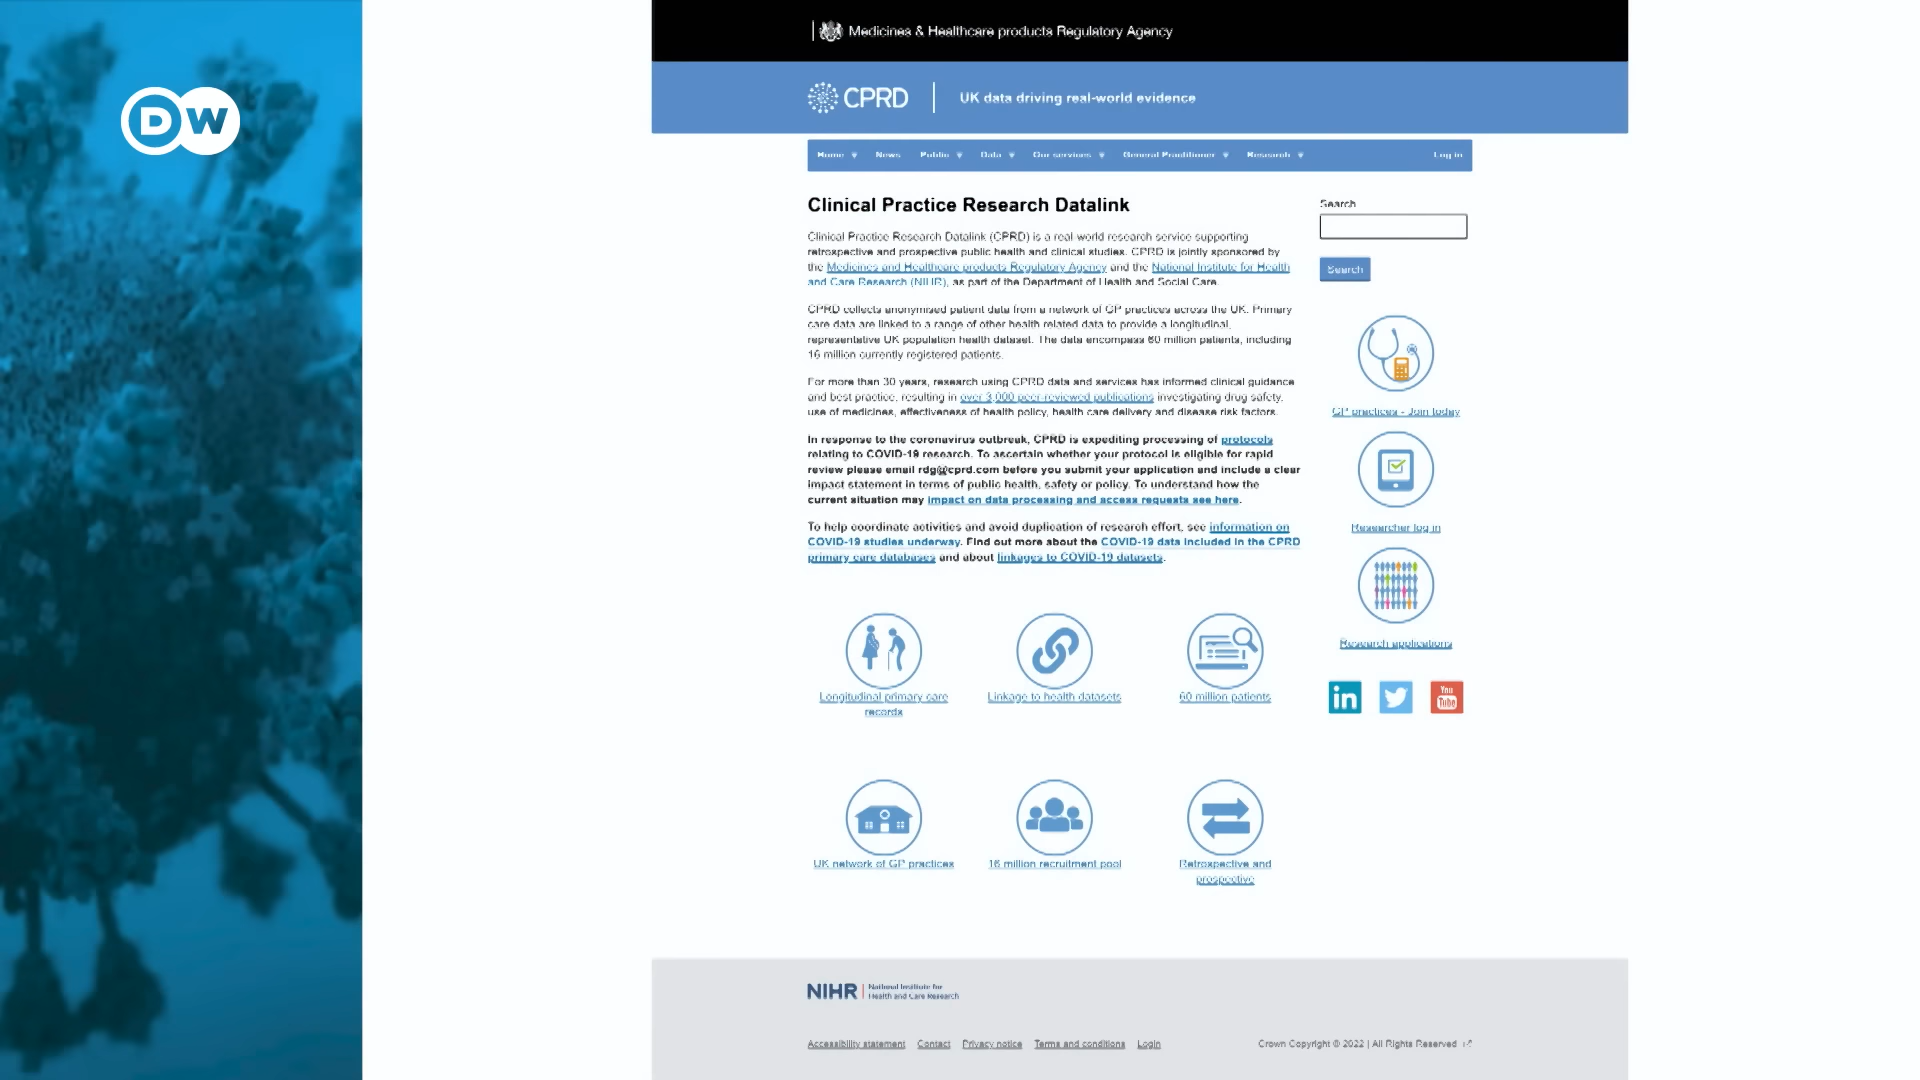 DW
Medicines & Healthcare products Regulatory Agency
CPRD
UK data driving real-world evidence
Home News Public Data Our services General Practitioner Research Log in
Clinical Practice Research Datalink
Clinical Practice Research Datalink (CPRD) is a real-world research service supporting
retrospective and prospective public health and clinical studies. CPRD is jointly sponsored by
the Medicines and Healthcare products Regulatory Agency and the National Institute for Health
and Care Research (NIHR), as part of the Department of Health and Social Care.
CPRD collects anonymised patient data from a network of GP practices across the UK. Primary
care data are linked to a range of other health related data to provide a longitudinal,
representative UK population health dataset. The data encompass 60 million patients, including
16 million currently registered patients.
For more than 30 years, research using CPRD data and services has informed clinical guidance
and best practice, resulting in over 3,000 peer-reviewed publications investigating drug safety,
use of medicines, effectiveness of health policy, health care delivery and disease risk factors.
In response to the coronavirus outbreak, CPRD is expediting processing of protocols
relating to COVID-19 research. To ascertain whether your protocol is eligible for rapid
review please email rdg@cprd.com before you submit your application and include a clear
impact statement in terms of public health, safety or policy. To understand how the
current situation may impact on data processing and access requests see here.
To help coordinate activities and avoid duplication of research effort, see information on
COVID-19 studies underway. Find out more about the COVID-19 data included in the CPRD
primary care databases and about linkages to COVID-19 datasets.
Search
Search
GP practices - Join today
Researcher log in
Research applications
in
You
Tube
Longitudinal primary care
records
Linkage to health datasets
60 million patients
UK network of GP practices
16 million recruitment pool
Retrospective and
prospective
NIHR
National Institute for
Health and Care Research
Accessibility statement Contact Privacy notice Terms and conditions Login
Crown Copyright © 2022 | All Rights Reserved